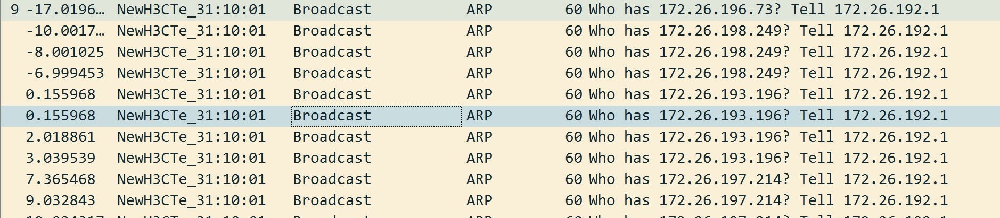 9 -17.0196… NewH3CTe_31:10:01 Broadcast ARP 60 Who has 172.26.196.73? Tell 172.26.192.1
-10.0017… NewH3CTe_31:10:01 Broadcast ARP 60 Who has 172.26.198.249? Tell 172.26.192.1
-8.001025 NewH3CTe_31:10:01 Broadcast ARP 60 Who has 172.26.198.249? Tell 172.26.192.1
-6.999453 NewH3CTe_31:10:01 Broadcast ARP 60 Who has 172.26.198.249? Tell 172.26.192.1
0.155968 NewH3CTe_31:10:01 Broadcast ARP 60 Who has 172.26.193.196? Tell 172.26.192.1
0.155968 NewH3CTe_31:10:01 Broadcast ARP 60 Who has 172.26.193.196? Tell 172.26.192.1
2.018861 NewH3CTe_31:10:01 Broadcast ARP 60 Who has 172.26.193.196? Tell 172.26.192.1
3.039539 NewH3CTe_31:10:01 Broadcast ARP 60 Who has 172.26.193.196? Tell 172.26.192.1
7.365468 NewH3CTe_31:10:01 Broadcast ARP 60 Who has 172.26.197.214? Tell 172.26.192.1
9.032843 NewH3CTe_31:10:01 Broadcast ARP 60 Who has 172.26.197.214? Tell 172.26.192.1